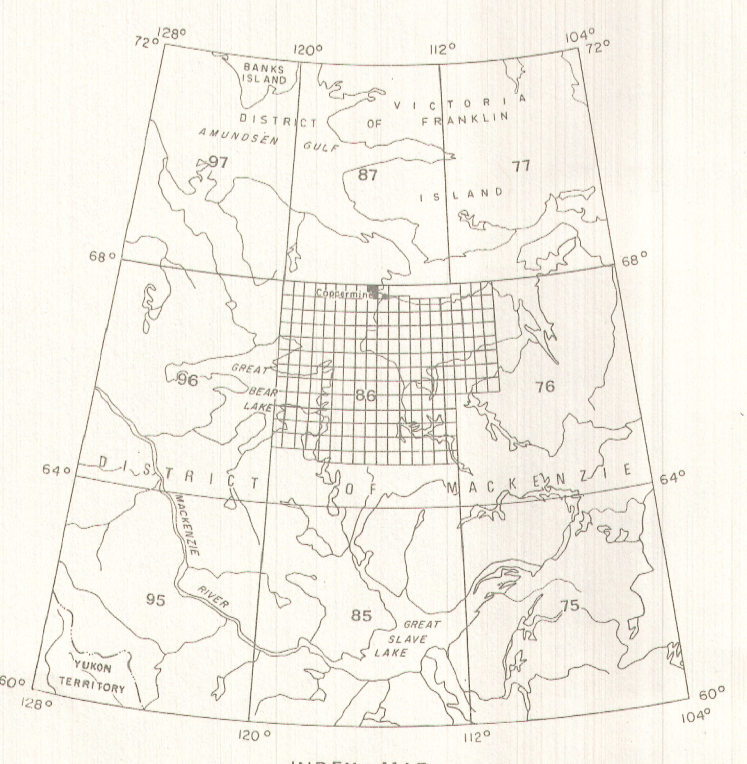 128°
72°
120°
112°
104°
72°
BANKS
ISLAND
VICTORIA
DISTRICT OF FRANKLIN
AMUNDSEN GULF
97
87
77
ISLAND
68°
68°
Coppermine
GREAT
BEAR
LAKE
96
86
76
64°
DISTRICT OF MACKENZIE
64°
MACKENZIE
RIVER
95
85
75
GREAT
SLAVE
LAKE
YUKON
TERRITORY
60°
128°
120°
112°
60°
104°
INDEX MAP